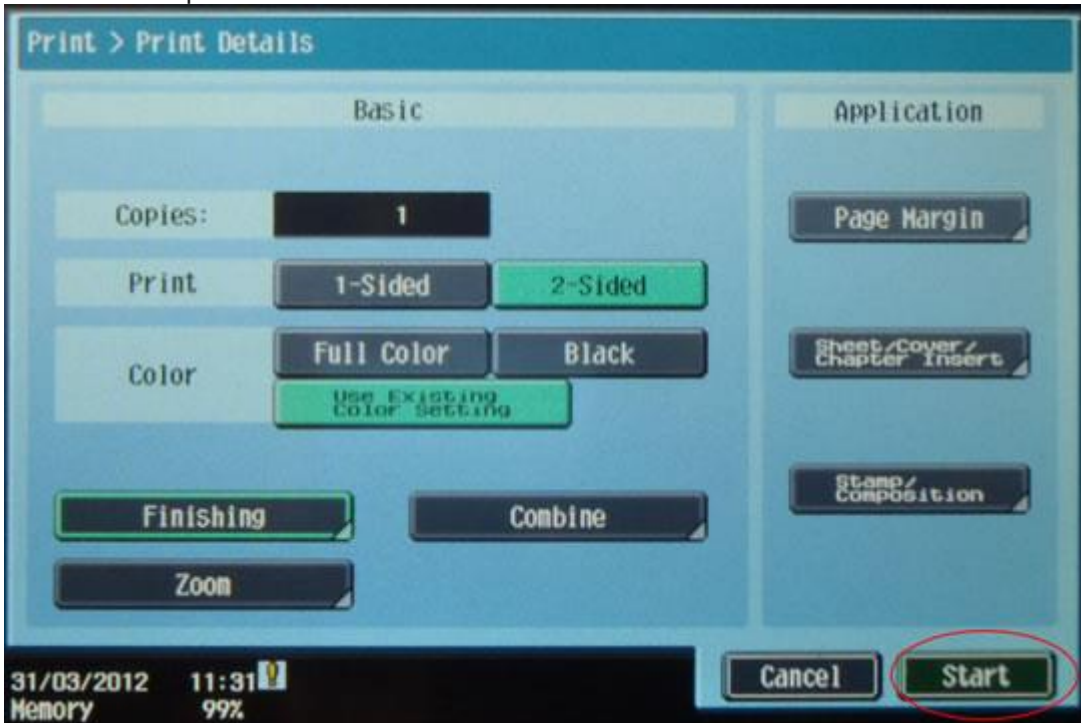 Print > Print Details
Basic
Application
Copies:
1
Page Margin
Print
1-Sided
2-Sided
Full Color
Black
Sheet/Cover/
Chapter Insert
Color
Use Existing
Color Setting
Stamp/
Composition
Finishing
Combine
Zoom
Cancel
Start
31/03/2012 11:31
Memory 99%